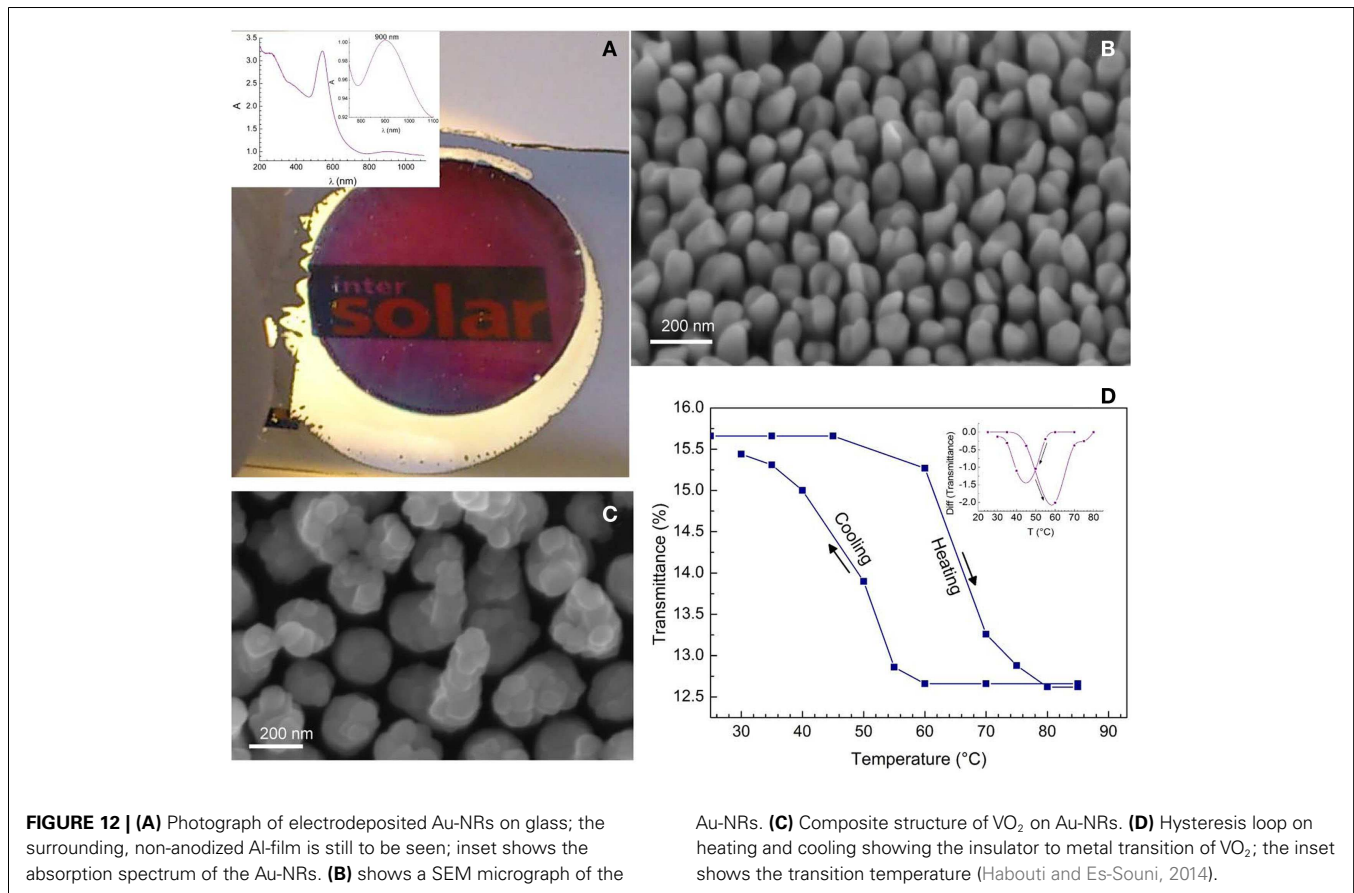 A
3.5
3.0
2.5
2.0
1.5
1.0
A
200 400 600 800 1000
λ (nm)
900 nm
1.00
0.98
0.96
0.94
0.92
A
800 900 1000 1100
λ (nm)
inter
solar
B
200 nm
C
200 nm
D
16.0
15.5
15.0
14.5
14.0
13.5
13.0
12.5
Transmittance (%)
30 40 50 60 70 80 90
Temperature (°C)
Cooling
Heating
0.0
-0.5
-1.0
-1.5
-2.0
Diff (Transmittance)
20 30 40 50 60 70 80
T (°C)
FIGURE 12 | (A) Photograph of electrodeposited Au-NRs on glass; the
surrounding, non-anodized Al-film is still to be seen; inset shows the
absorption spectrum of the Au-NRs. (B) shows a SEM micrograph of the
Au-NRs. (C) Composite structure of VO₂ on Au-NRs. (D) Hysteresis loop on
heating and cooling showing the insulator to metal transition of VO₂; the inset
shows the transition temperature (Habouti and Es-Souni, 2014).